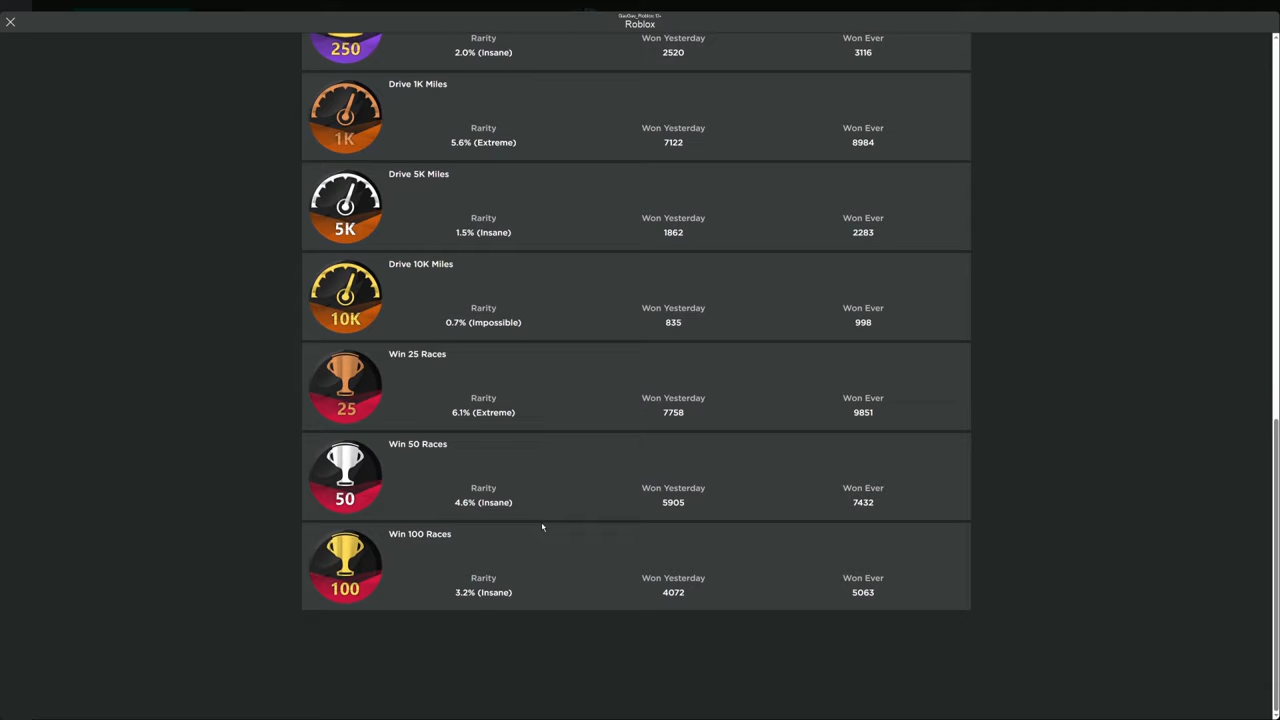 Roblox
250
Rarity
Won Yesterday
Won Ever
2.0% (Insane)
2520
3116
Drive 1K Miles
1K
Rarity
Won Yesterday
Won Ever
5.6% (Extreme)
7122
8984
Drive 5K Miles
5K
Rarity
Won Yesterday
Won Ever
1.5% (Insane)
1862
2283
Drive 10K Miles
10K
Rarity
Won Yesterday
Won Ever
0.7% (Impossible)
835
998
Win 25 Races
25
Rarity
Won Yesterday
Won Ever
6.1% (Extreme)
7758
9851
Win 50 Races
50
Rarity
Won Yesterday
Won Ever
4.6% (Insane)
5905
7432
Win 100 Races
100
Rarity
Won Yesterday
Won Ever
3.2% (Insane)
4072
5063